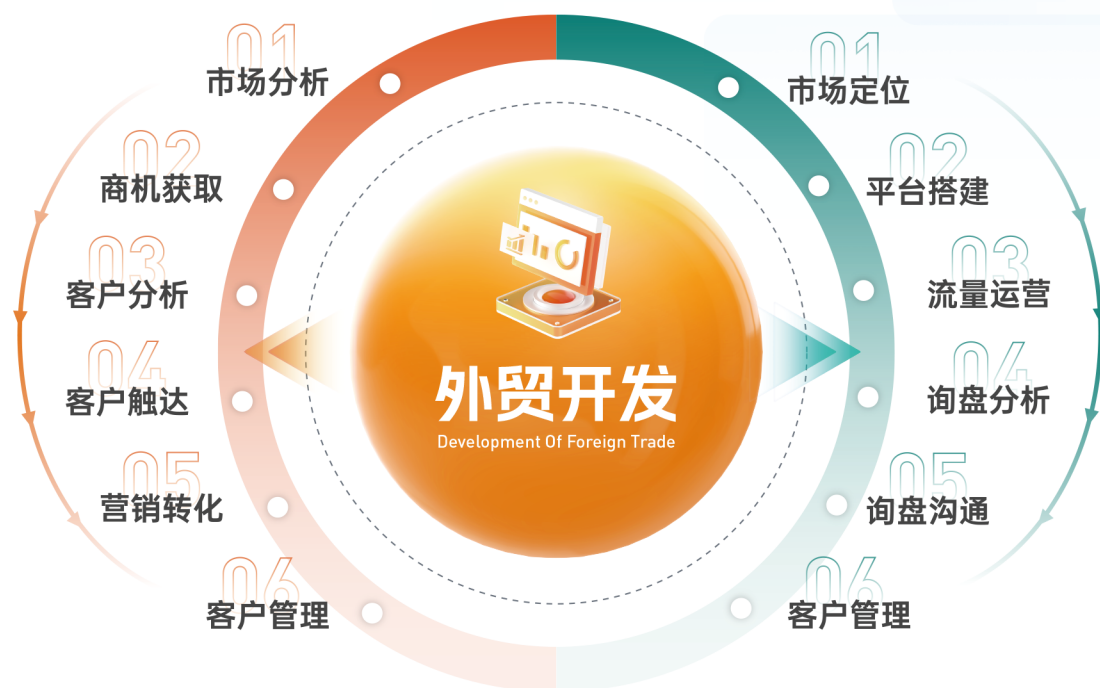 01
市场分析
02
商机获取
03
客户分析
04
客户触达
05
营销转化
06
客户管理
外贸开发
Development Of Foreign Trade
01
市场定位
02
平台搭建
03
流量运营
04
询盘分析
05
询盘沟通
06
客户管理